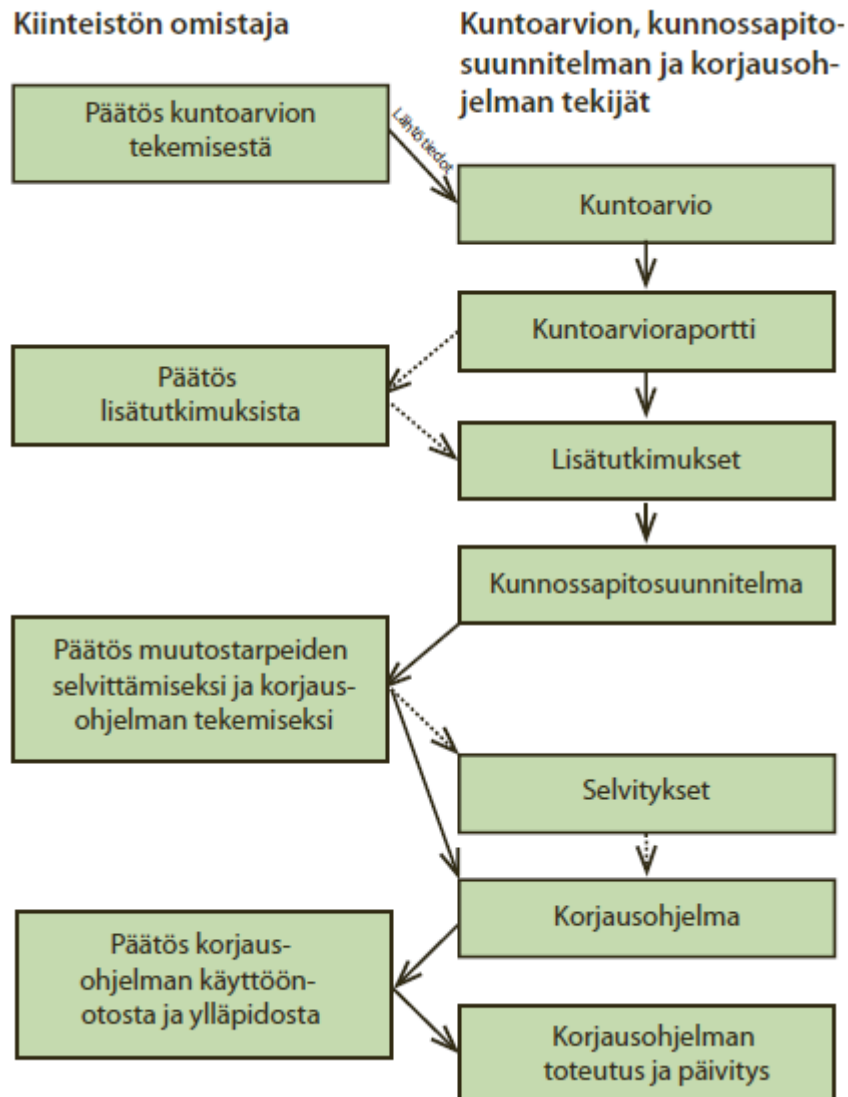 Kiinteistön omistaja
Kuntoarvion, kunnossapito-
suunnitelman ja korjausoh-
jelman tekijät
Päätös kuntoarvion
tekemisestä
Lähtötiedot
Kuntoarvio
Kuntoarvioraportti
Päätös
lisätutkimuksista
Lisätutkimukset
Kunnossapitosuunnitelma
Päätös muutostarpeiden
selvittämiseksi ja korjaus-
ohjelman tekemiseksi
Selvitykset
Korjausohjelma
Päätös korjaus-
ohjelman käyttöön-
otosta ja ylläpidosta
Korjausohjelman
toteutus ja päivitys